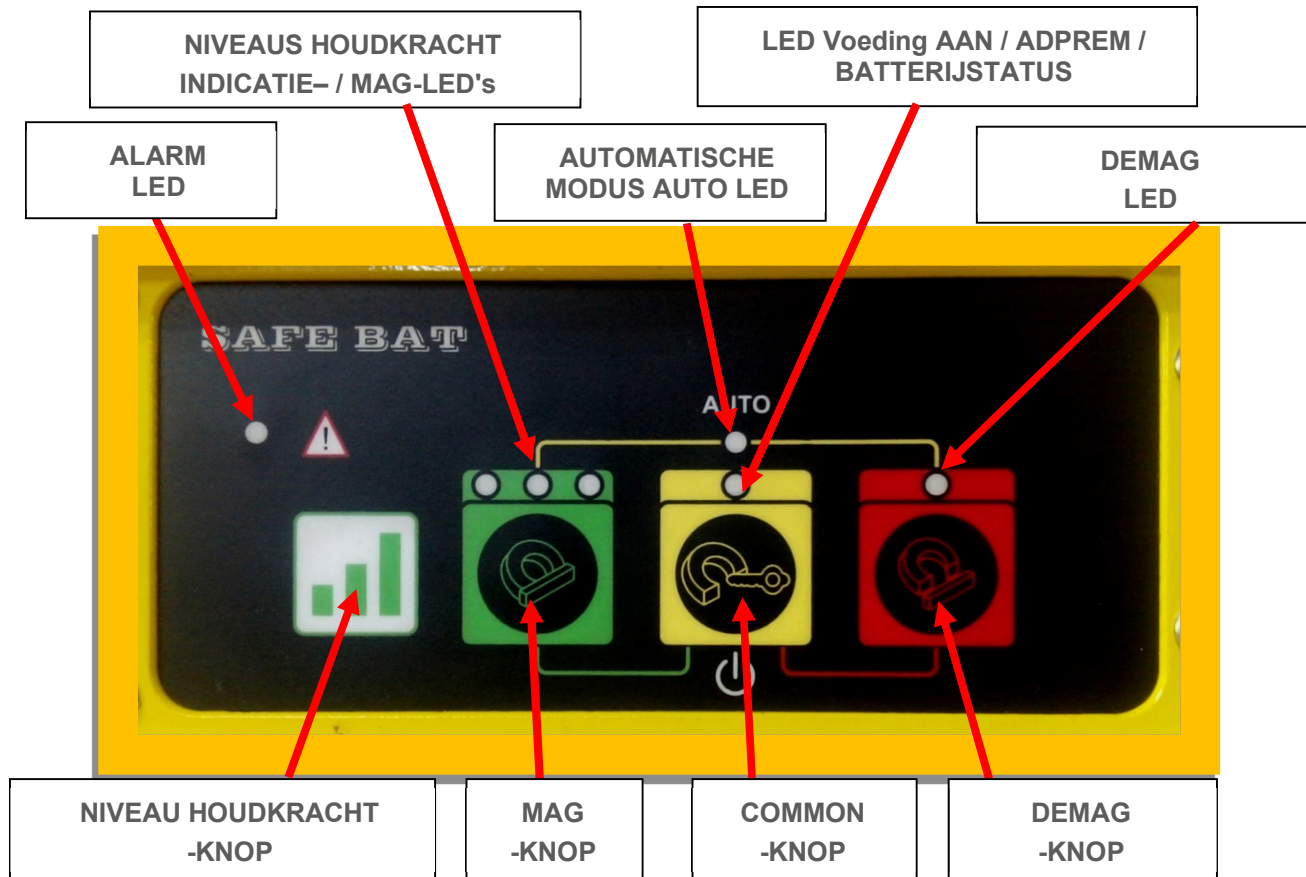 NIVEAUS HOUDKRACHT
INDICATIE– / MAG-LED's
LED Voeding AAN / ADPREM /
BATTERIJSTATUS
ALARM
LED
AUTOMATISCHE
MODUS AUTO LED
DEMAG
LED
SAFE BAT
AUTO
NIVEAU HOUDKRACHT
-KNOP
MAG
-KNOP
COMMON
-KNOP
DEMAG
-KNOP